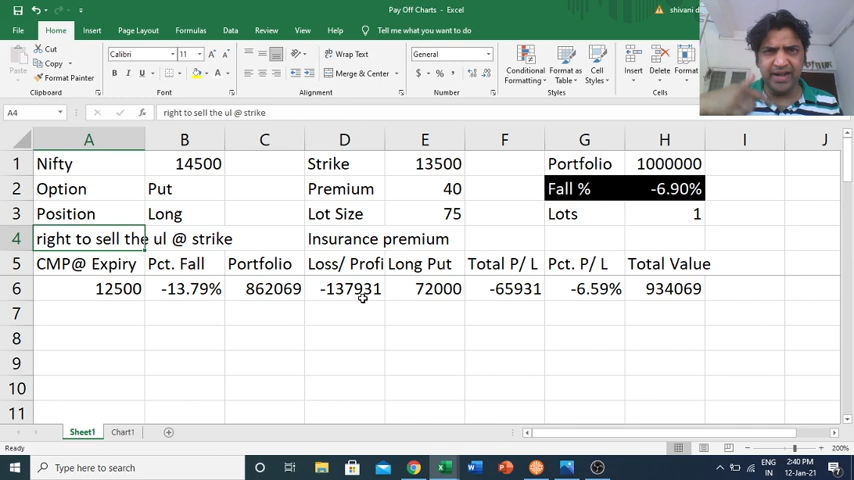 Pay Off Charts - Excel
shivani d
File Home Insert Page Layout Formulas Data Review View Help Tell me what you want to do
Cut
Copy
Format Painter
Paste
Clipboard
Calibri 11
Font
Wrap Text
Merge & Center
Alignment
General
Number
Conditional Formatting
Format as Table
Cell Styles
Styles
Insert Delete Format
Cells
A4 fx right to sell the ul @ strike
A B C D E F G H I J
1 Nifty 14500 Strike 13500 Portfolio 1000000
2 Option Put Premium 40 Fall % -6.90%
3 Position Long Lot Size 75 Lots 1
4 right to sell the ul @ strike Insurance premium
5 CMP@ Expiry Pct. Fall Portfolio Loss/ Profi Long Put Total P/ L Pct. P/ L Total Value
6 12500 -13.79% 862069 -137931 72000 -65931 -6.59% 934069
7
8
9
10
11
Sheet1 Chart1
Ready
200%
Type here to search
ENG
IN
2:40 PM
12-Jan-21